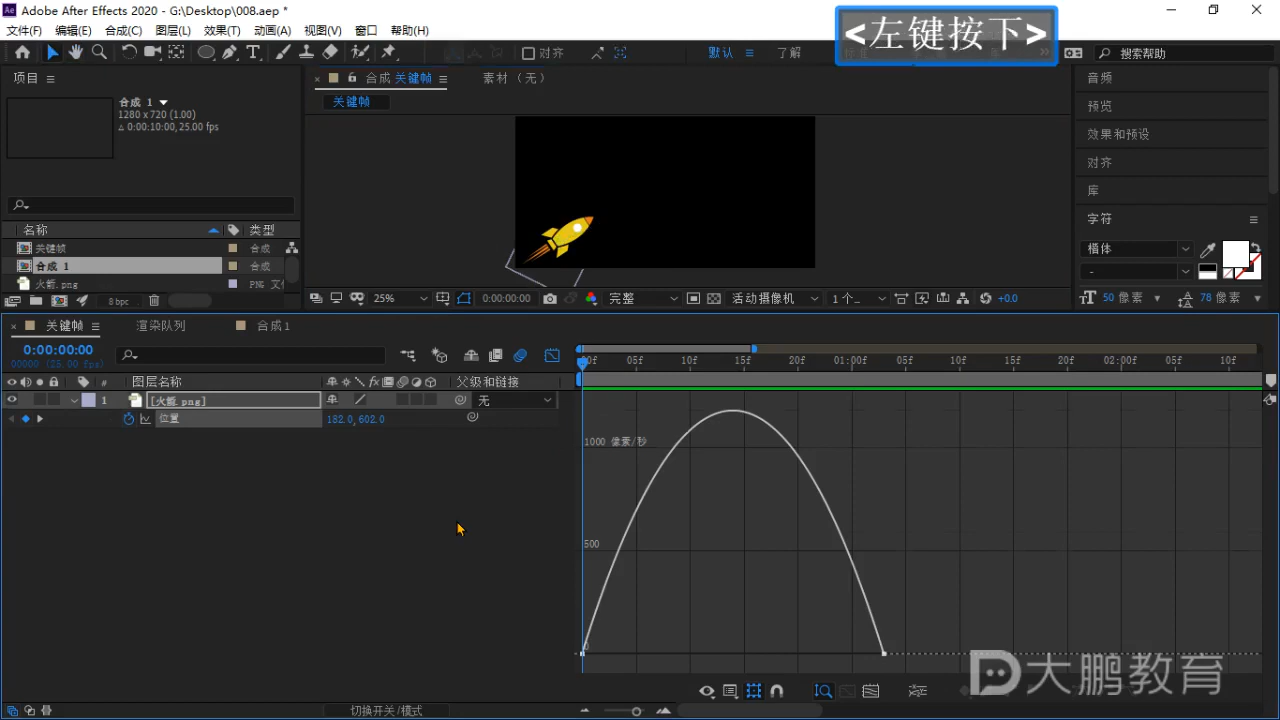 Adobe After Effects 2020 - G:\Desktop\008.aep *
文件(F) 编辑(E) 合成(C) 图层(L) 效果(T) 动画(A) 视图(V) 窗口 帮助(H)
<左键按下>
对齐 默认 了解 搜索帮助
项目
合成 1
1280 x 720 (1.00)
Δ 0:00:10:00, 25.00 fps
名称 类型
关键帧 合成
合成 1 合成
火箭.png PNG 文
8 bpc
合成 关键帧 素材 (无)
关键帧
25% 0:00:00:00 完整 活动摄像机 1 个… +0.0
音频
预览
效果和预设
对齐
库
字符
楷体
-
50 像素 78 像素
关键帧 渲染队列 合成 1
0:00:00:00
00000 (25.00 fps)
# 图层名称 父级和链接
1 [火箭.png] 无
位置 182.0, 602.0
00f 05f 10f 15f 20f 01:00f 05f 10f 15f 20f 02:00f 05f 10f
1000 像素/秒
500
0
大鹏教育
切换开关/模式